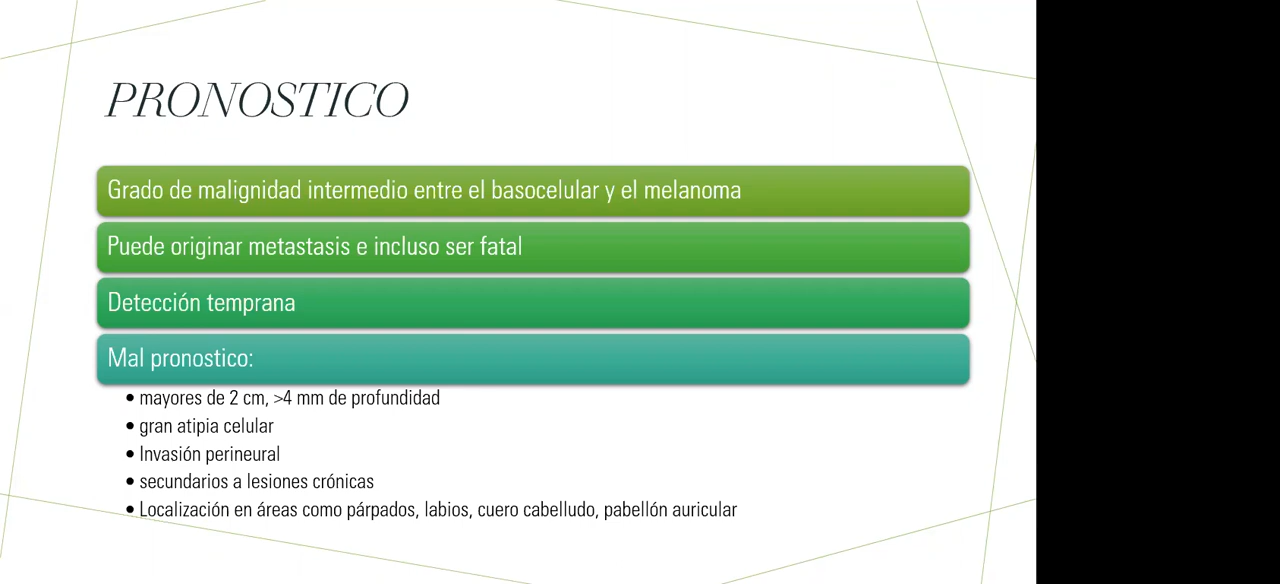 PRONOSTICO
Grado de malignidad intermedio entre el basocelular y el melanoma
Puede originar metastasis e incluso ser fatal
Detección temprana
Mal pronostico:
• mayores de 2 cm, >4 mm de profundidad
• gran atipia celular
• Invasión perineural
• secundarios a lesiones crónicas
• Localización en áreas como párpados, labios, cuero cabelludo, pabellón auricular